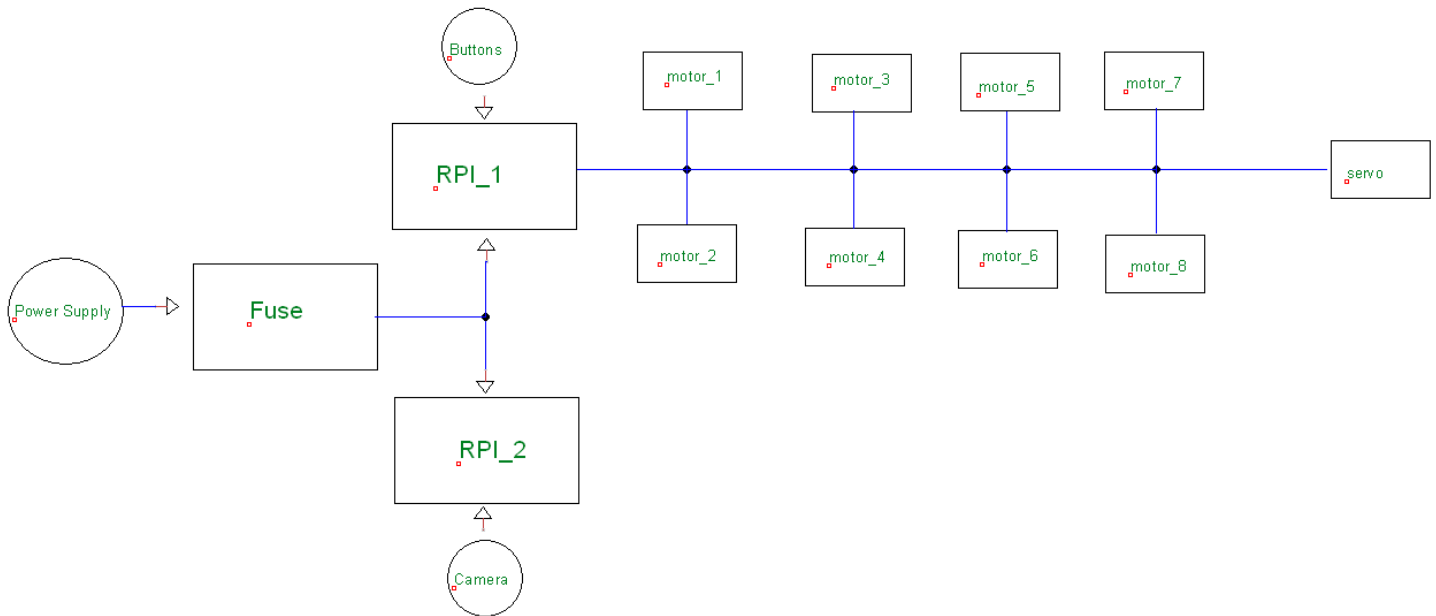 Buttons
motor_1
motor_3
motor_5
motor_7
RPI_1
servo
motor_2
motor_4
motor_6
motor_8
Power Supply
Fuse
RPI_2
Camera